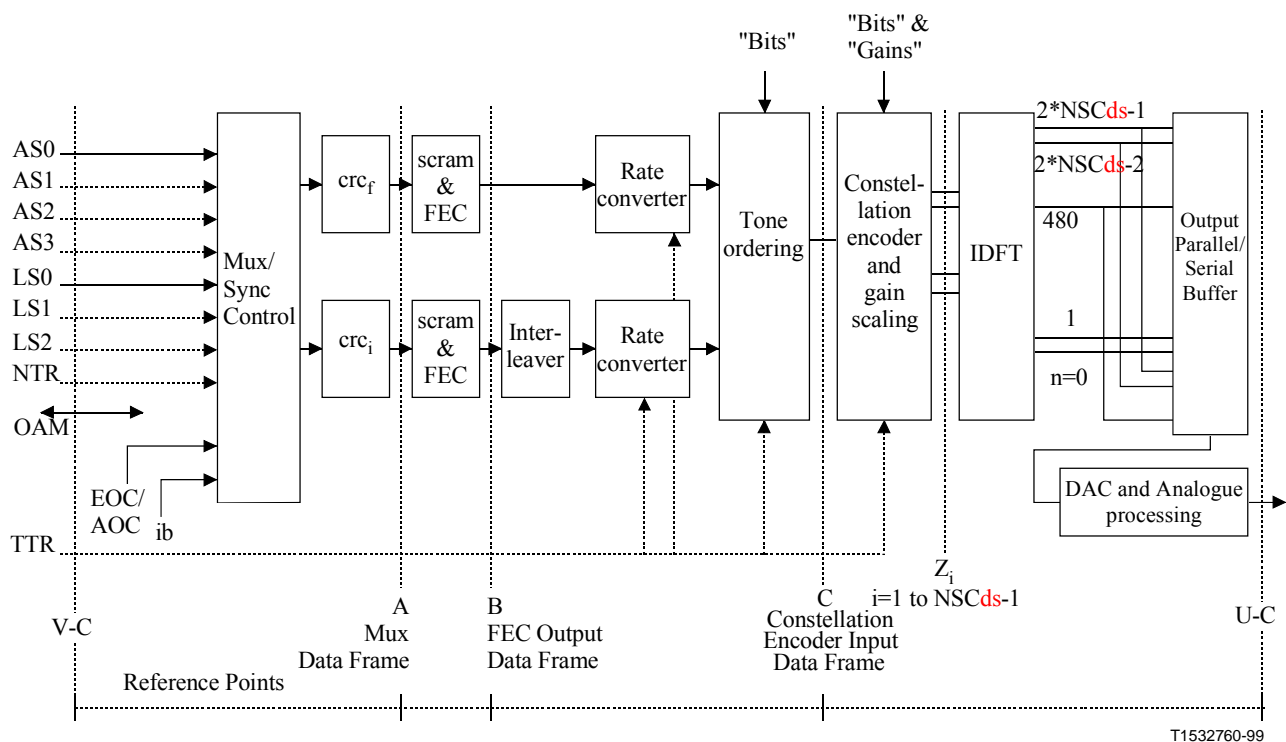 "Bits"
"Bits" &
"Gains"
AS0
AS1
AS2
AS3
LS0
LS1
LS2
NTR
OAM
EOC/
AOC
ib
TTR
Mux/
Sync
Control
crcf
crci
scram
&
FEC
scram
&
FEC
Inter-
leaver
Rate
converter
Rate
converter
Tone
ordering
Constel-
lation
encoder
and
gain
scaling
IDFT
2*NSCds-1
2*NSCds-2
480
1
n=0
Output
Parallel/
Serial
Buffer
DAC and Analogue
processing
V-C
A
Mux
Data Frame
B
FEC Output
Data Frame
C
Constellation
Encoder Input
Data Frame
Zi
i=1 to NSCds-1
U-C
Reference Points
T1532760-99